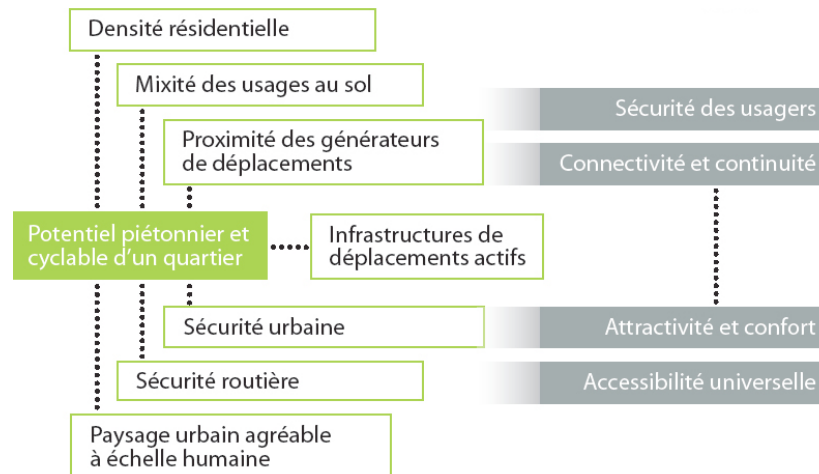 Densité résidentielle
Mixité des usages au sol
Sécurité des usagers
Proximité des générateurs
de déplacements
Connectivité et continuité
Potentiel piétonnier et
cyclable d'un quartier
Infrastructures de
déplacements actifs
Sécurité urbaine
Attractivité et confort
Sécurité routière
Accessibilité universelle
Paysage urbain agréable
à échelle humaine